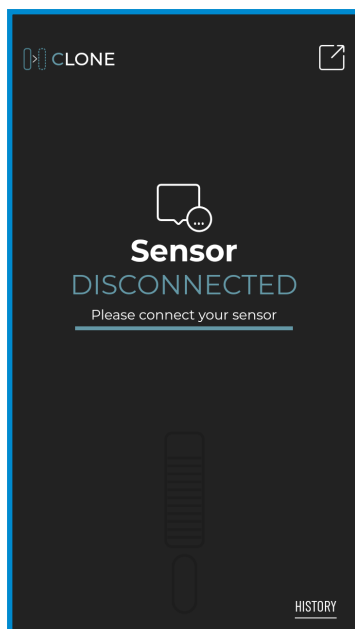 CLONE
Sensor
DISCONNECTED
Please connect your sensor
HISTORY